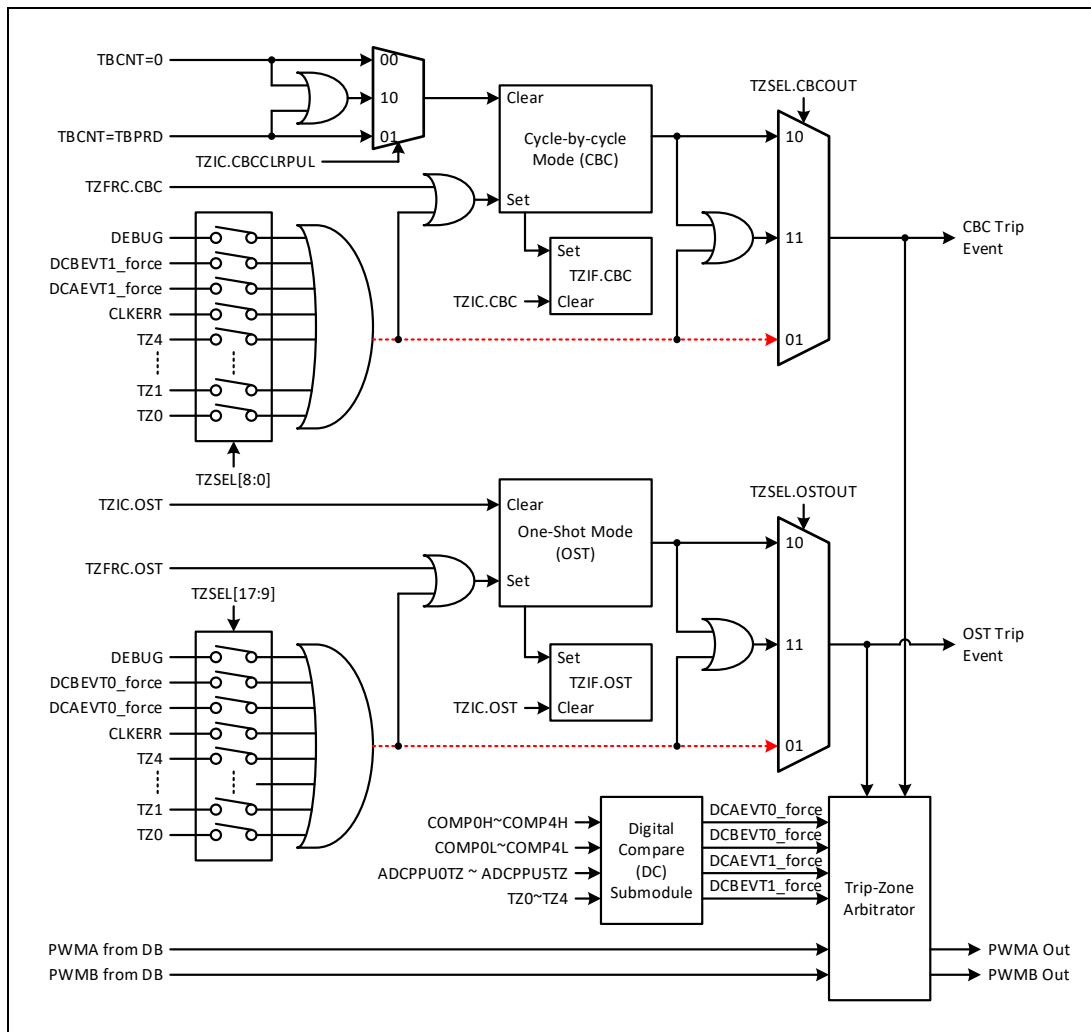 TBCNT=0
TBCNT=TBPRD
00
10
01
TZIC.CBCCLRPUL
Clear
Cycle-by-cycle
Mode (CBC)
Set
TZSEL.CBCOUT
10
11
01
CBC Trip
Event
TZFRC.CBC
Set
TZIF.CBC
Clear
TZIC.CBC
DEBUG
DCBEVT1_force
DCAEVT1_force
CLKERR
TZ4
TZ1
TZ0
TZSEL[8:0]
TZIC.OST
Clear
One-Shot Mode
(OST)
Set
TZSEL.OSTOUT
10
11
01
OST Trip
Event
TZFRC.OST
TZSEL[17:9]
Set
TZIF.OST
Clear
TZIC.OST
DEBUG
DCBEVT0_force
DCAEVT0_force
CLKERR
TZ4
TZ1
TZ0
COMP0H~COMP4H
COMP0L~COMP4L
ADCPPU0TZ ~ ADCPPU5TZ
TZ0~TZ4
Digital
Compare
(DC)
Submodule
DCAEVT0_force
DCBEVT0_force
DCAEVT1_force
DCBEVT1_force
Trip-Zone
Arbitrator
PWMA from DB
PWMB from DB
PWMA Out
PWMB Out